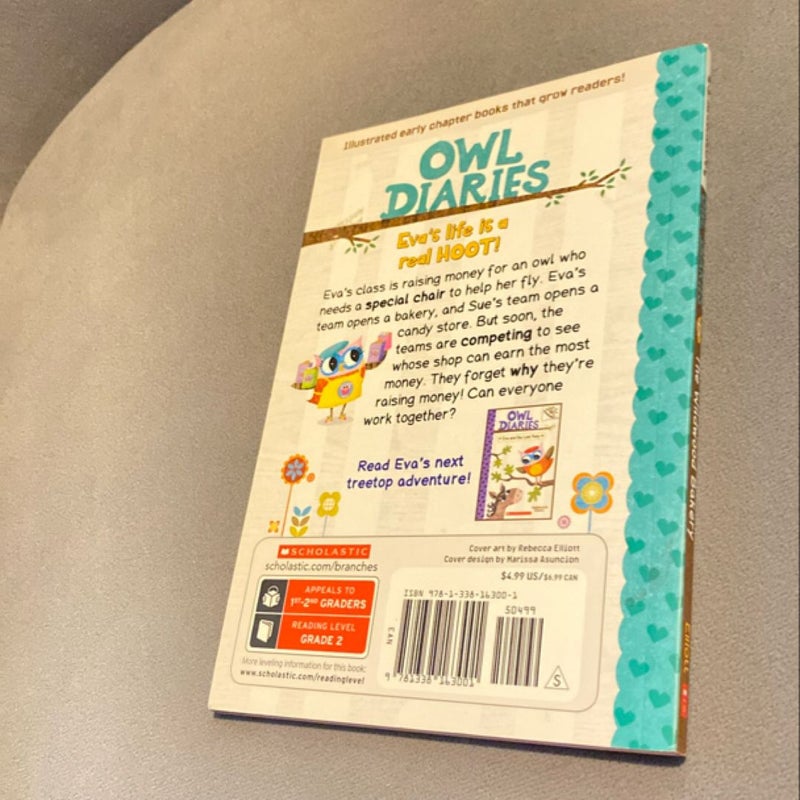 Illustrated early chapter books that grow readers!
OWL
DIARIES
Eva's life is a
real HOOT!
Eva's class is raising money for an owl who
needs a special chair to help her fly. Eva's
team opens a bakery, and Sue's team opens a
candy store. But soon, the
teams are competing to see
whose shop can earn the most
money. They forget why they're
raising money! Can everyone
work together?
Read Eva's next
treetop adventure!
OWL
DIARIES
SCHOLASTIC
scholastic.com/branches
APPEALS TO
1ST-2ND GRADERS
READING LEVEL
GRADE 2
More leveling information for this book:
www.scholastic.com/readinglevel
Cover art by Rebecca Elliott
Cover design by Marissa Asuncion
$4.99 US/$6.99 CAN
ISBN 978-1-338-16300-1
50499
EAN
9 781338 163001
S
The Wildwood Bakery
Elliott